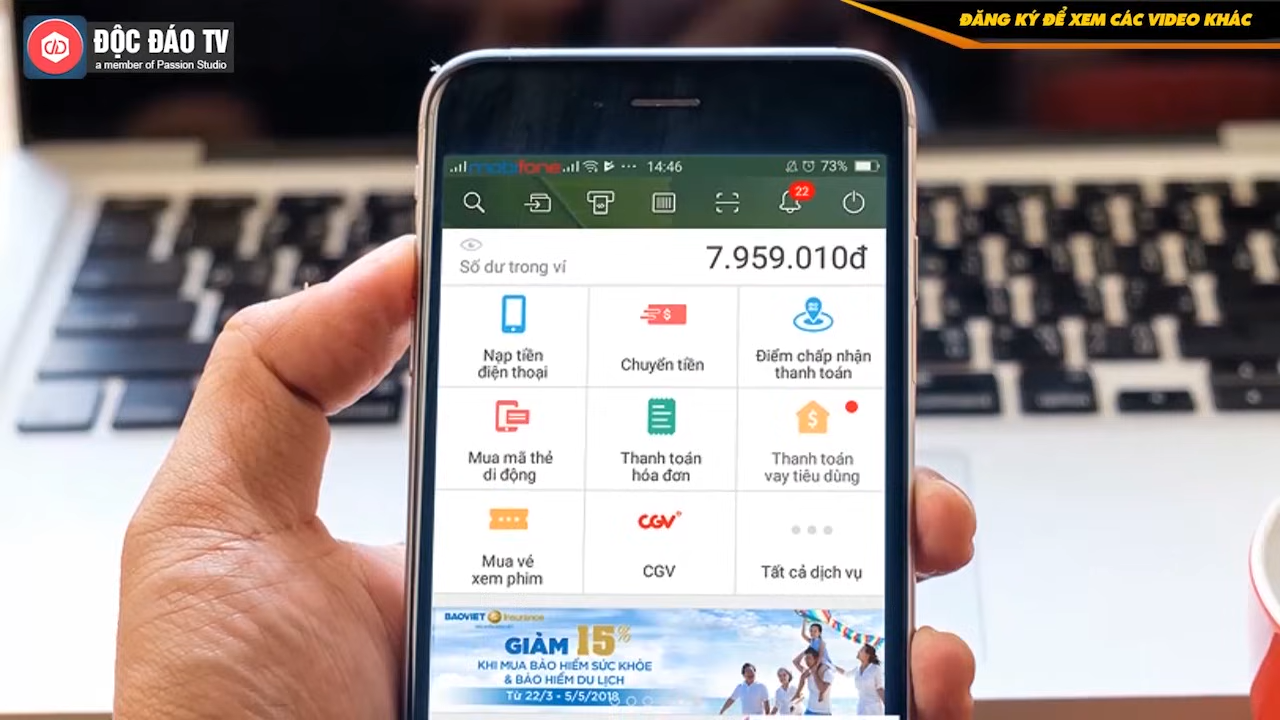 ĐỘC ĐÁO TV
a member of Passion Studio
ĐĂNG KÝ ĐỂ XEM CÁC VIDEO KHÁC
mobifone
14:46
73%
22
Số dư trong ví
7.959.010đ
Nạp tiền
điện thoại
Chuyển tiền
Điểm chấp nhận
thanh toán
Mua mã thẻ
di động
Thanh toán
hóa đơn
Thanh toán
vay tiêu dùng
Mua vé
xem phim
CGV
CGV
Tất cả dịch vụ
BAOVIET Insurance
GIẢM 15%
KHI MUA BẢO HIỂM SỨC KHỎE
& BẢO HIỂM DU LỊCH
Từ 22/3 - 5/5/2018